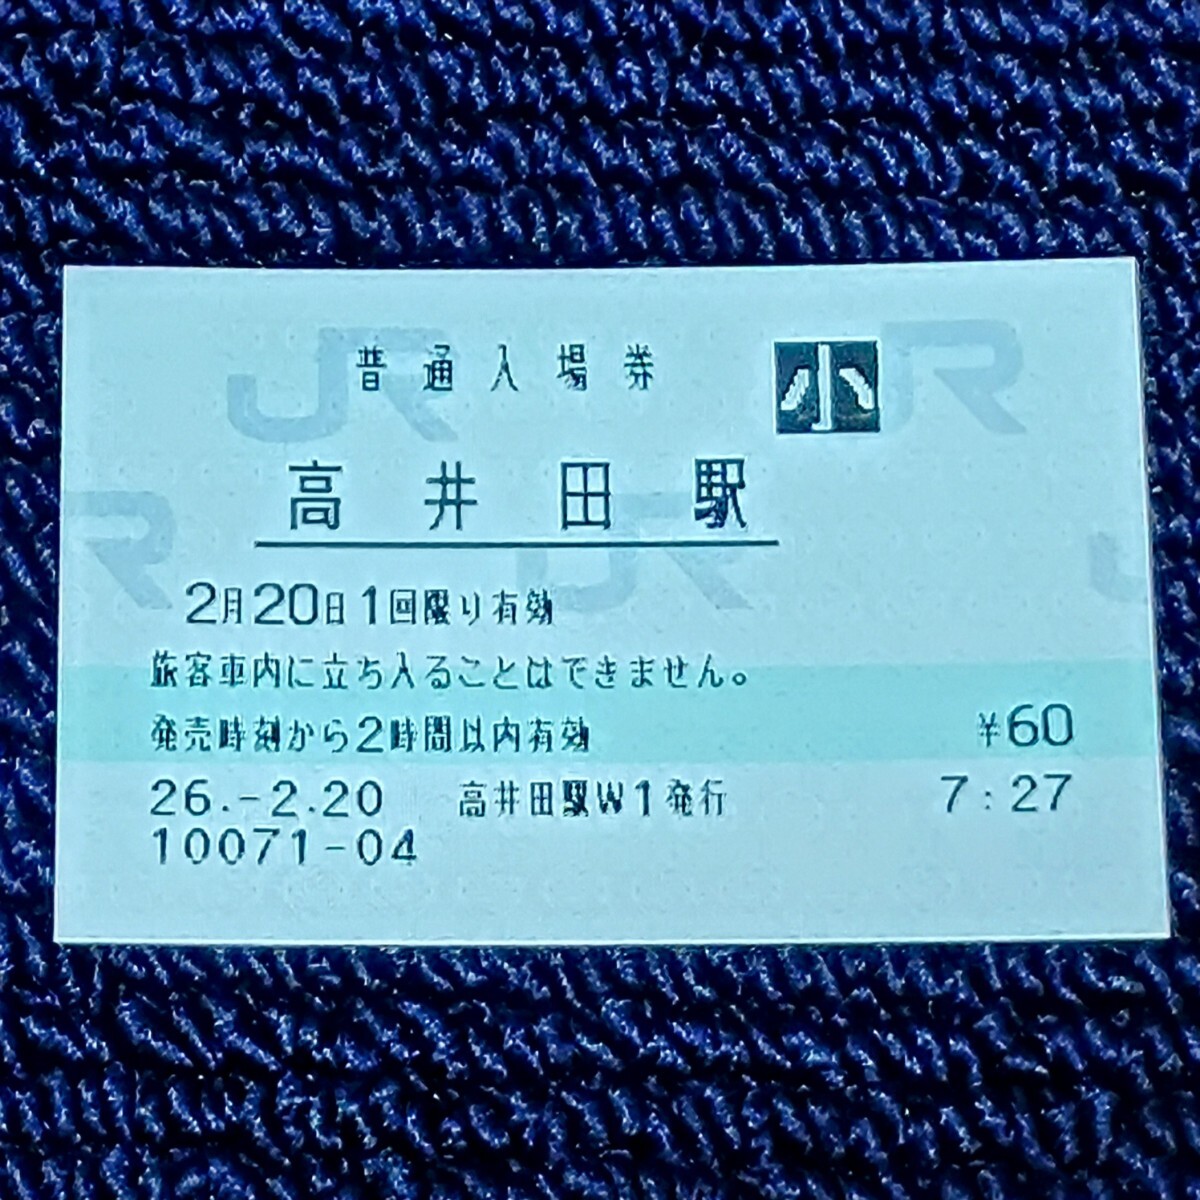 普通入場券 小
高井田駅
2月20日1回限り有効
旅客車内に立ち入ることはできません。
発売時刻から2時間以内有効 ¥60
26.-2.20 高井田駅W1発行 7:27
10071-04
JR JR
R JR J